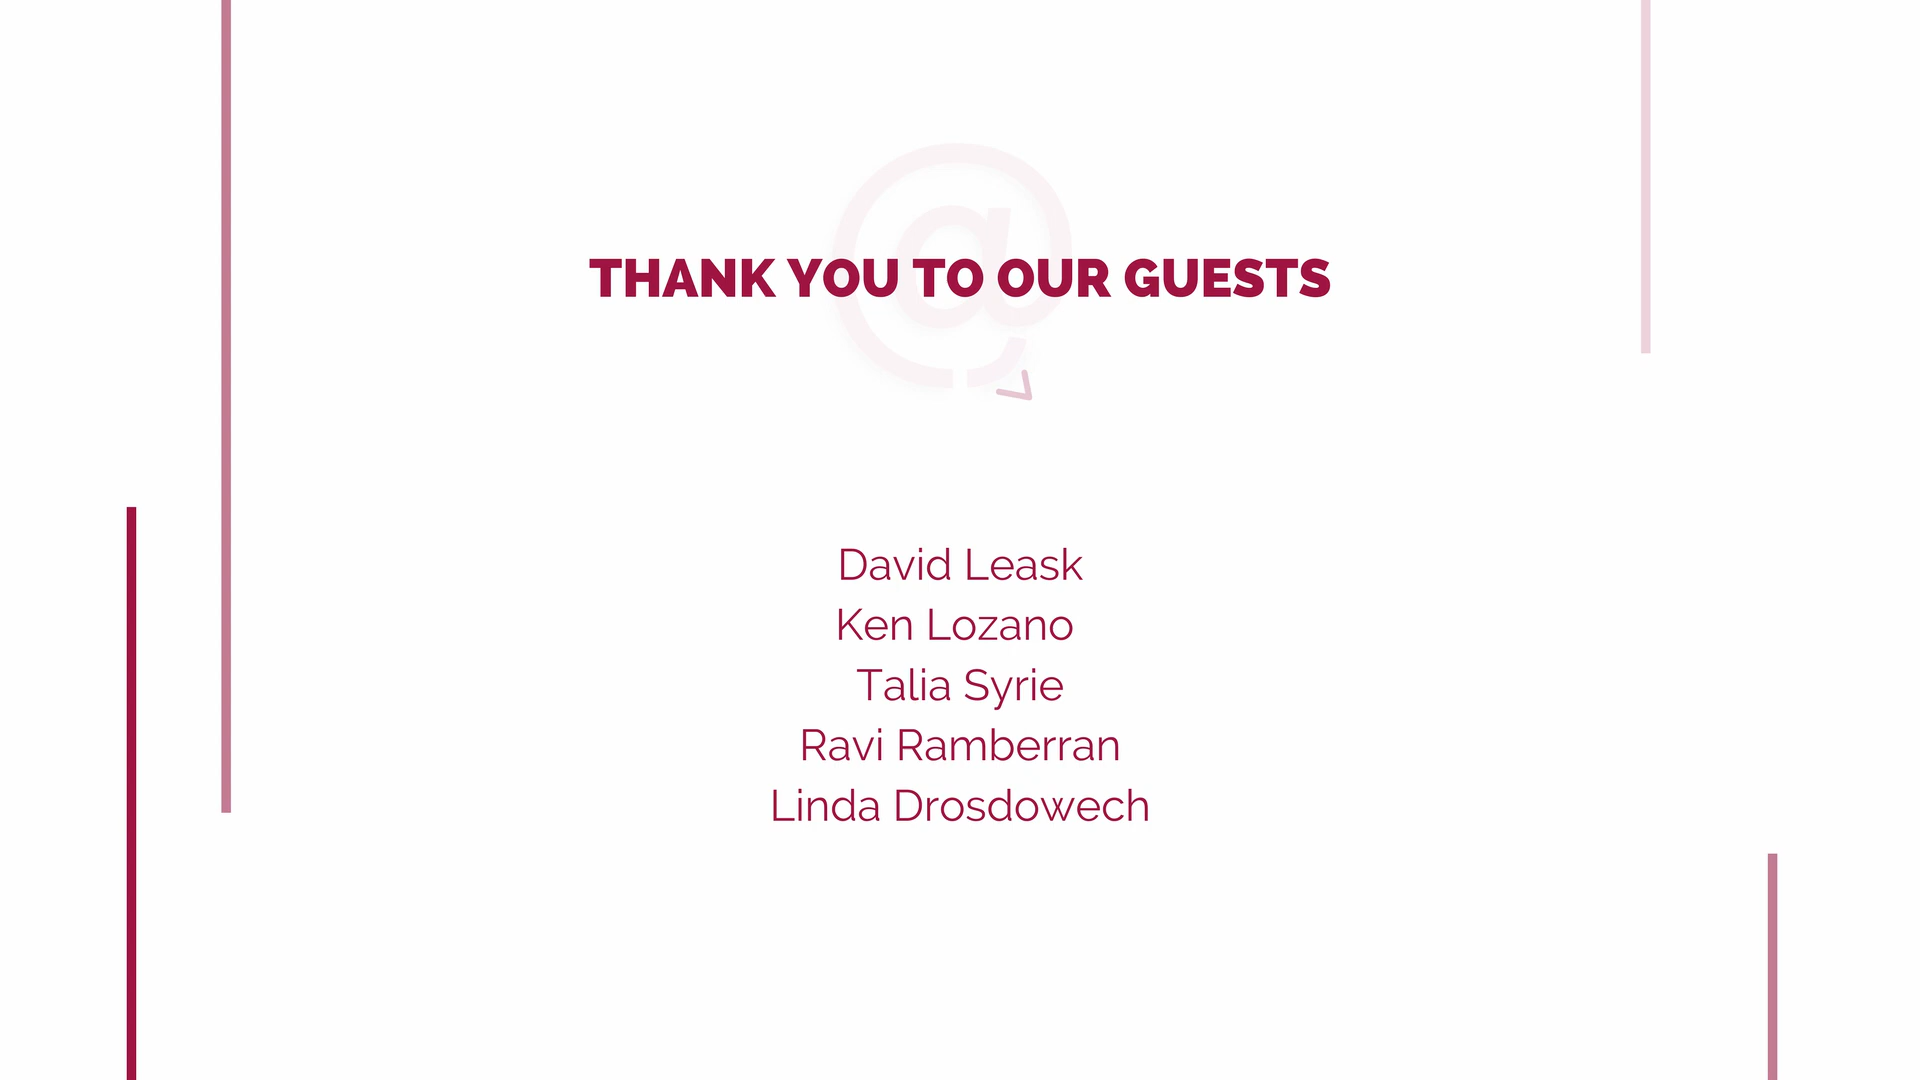 THANK YOU TO OUR GUESTS
David Leask
Ken Lozano
Talia Syrie
Ravi Ramberran
Linda Drosdowech